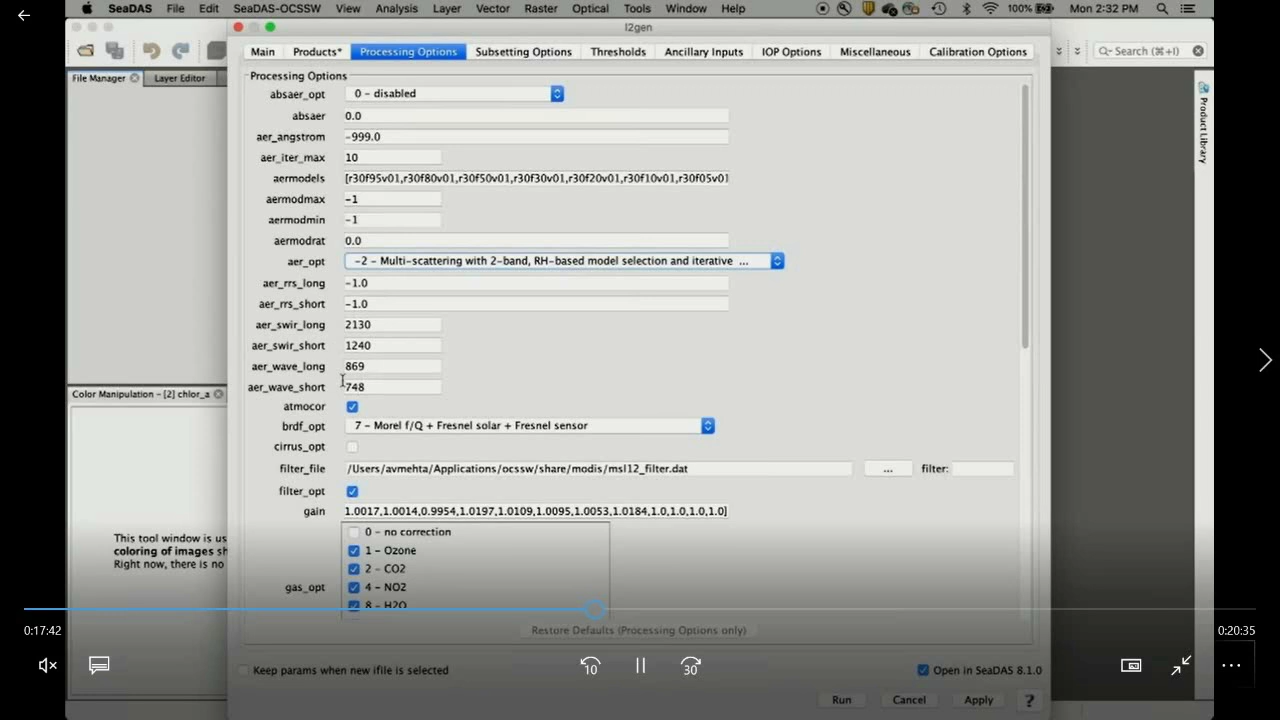 SeaDAS File Edit SeaDAS-OCSSW View Analysis Layer Vector Raster Optical Tools Window Help 100% Mon 2:32 PM
l2gen
Main Products* Processing Options Subsetting Options Thresholds Ancillary Inputs IOP Options Miscellaneous Calibration Options
Search (⌘+I)
File Manager Layer Editor
Product Library
Processing Options
absaer_opt 0 - disabled
absaer 0.0
aer_angstrom -999.0
aer_iter_max 10
aermodels [r30f95v01,r30f80v01,r30f50v01,r30f30v01,r30f20v01,r30f10v01,r30f05v01
aermodmax -1
aermodmin -1
aermodrat 0.0
aer_opt -2 - Multi-scattering with 2-band, RH-based model selection and iterative ...
aer_rrs_long -1.0
aer_rrs_short -1.0
aer_swir_long 2130
aer_swir_short 1240
aer_wave_long 869
aer_wave_short 748
Color Manipulation - [2] chlor_a
atmocor
brdf_opt 7 - Morel f/Q + Fresnel solar + Fresnel sensor
cirrus_opt
filter_file /Users/avmehta/Applications/ocssw/share/modis/msl12_filter.dat ... filter:
filter_opt
gain 1.0017,1.0014,0.9954,1.0197,1.0109,1.0095,1.0053,1.0184,1.0,1.0,1.0,1.0]
0 - no correction
1 - Ozone
2 - CO2
gas_opt 4 - NO2
8 - H2O
This tool window is us
coloring of images sh
Right now, there is no
Restore Defaults (Processing Options only)
0:17:42 0:20:35
Keep params when new ifile is selected Open in SeaDAS 8.1.0
10 30
Run Cancel Apply ?